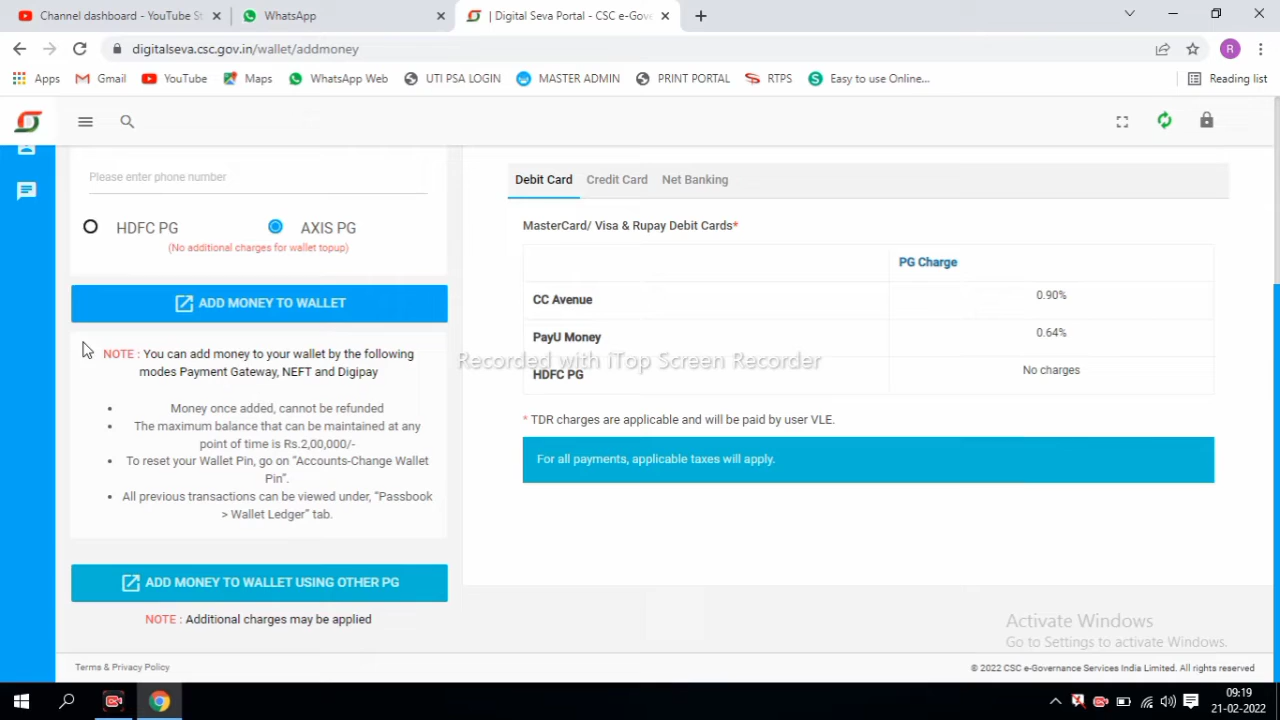 Channel dashboard - YouTube St
WhatsApp
| Digital Seva Portal - CSC e-Gove
digitalseva.csc.gov.in/wallet/addmoney
R
Apps
Gmail
YouTube
Maps
WhatsApp Web
UTI PSA LOGIN
MASTER ADMIN
PRINT PORTAL
RTPS
Easy to use Online...
Reading list
Please enter phone number
HDFC PG
AXIS PG
(No additional charges for wallet topup)
ADD MONEY TO WALLET
NOTE : You can add money to your wallet by the following
modes Payment Gateway, NEFT and Digipay
• Money once added, cannot be refunded
• The maximum balance that can be maintained at any
point of time is Rs.2,00,000/-
• To reset your Wallet Pin, go on “Accounts-Change Wallet
Pin”.
• All previous transactions can be viewed under, “Passbook
> Wallet Ledger” tab.
ADD MONEY TO WALLET USING OTHER PG
NOTE : Additional charges may be applied
Debit Card Credit Card Net Banking
MasterCard/ Visa & Rupay Debit Cards*
PG Charge
CC Avenue 0.90%
PayU Money 0.64%
HDFC PG No charges
Recorded with iTop Screen Recorder
* TDR charges are applicable and will be paid by user VLE.
For all payments, applicable taxes will apply.
Activate Windows
Go to Settings to activate Windows.
Terms & Privacy Policy
© 2022 CSC e-Governance Services India Limited. All rights reserved
09:19
21-02-2022